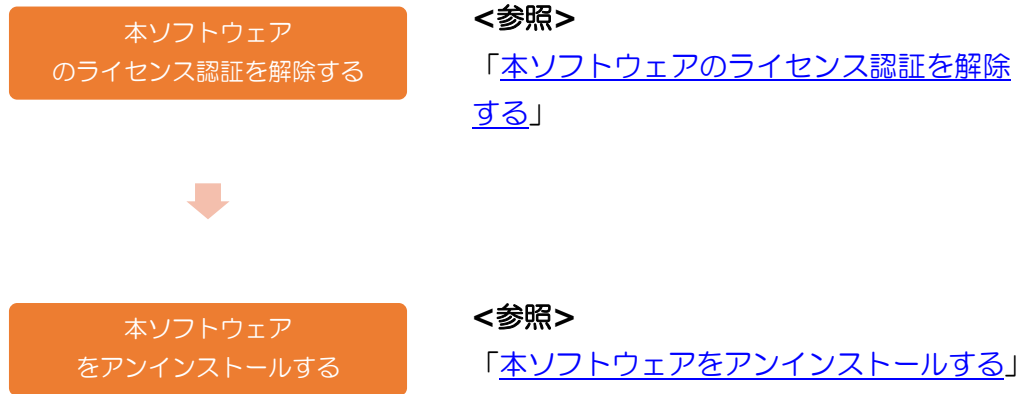 本ソフトウェア
のライセンス認証を解除する
<参照>
「本ソフトウェアのライセンス認証を解除
する」
本ソフトウェア
をアンインストールする
<参照>
「本ソフトウェアをアンインストールする」